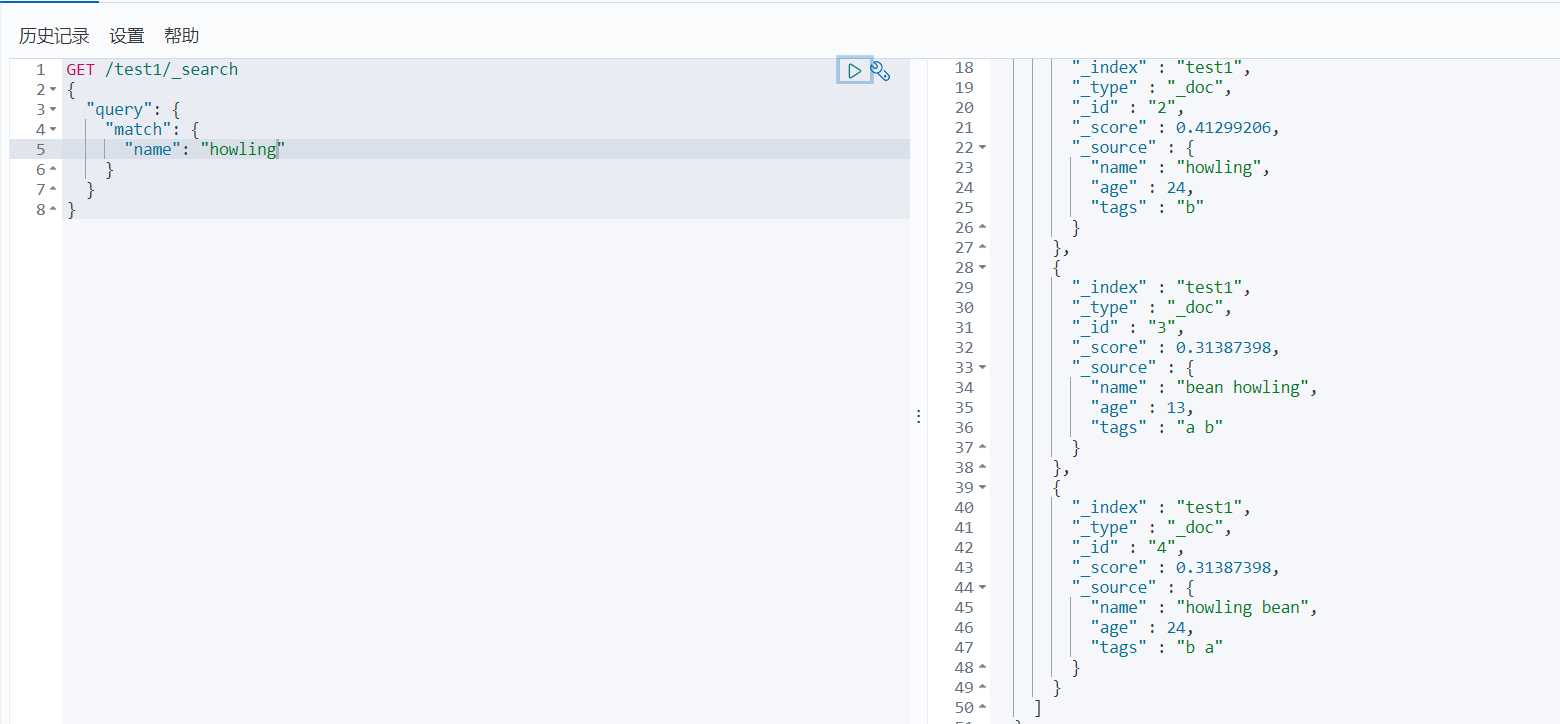 历史记录 设置 帮助
1 GET /test1/_search
2 {
3 "query": {
4 "match": {
5 "name": "howling"
6 }
7 }
8 }
18 "_index" : "test1",
19 "_type" : "_doc",
20 "_id" : "2",
21 "_score" : 0.41299206,
22 "_source" : {
23 "name" : "howling",
24 "age" : 24,
25 "tags" : "b"
26 }
27 },
28 {
29 "_index" : "test1",
30 "_type" : "_doc",
31 "_id" : "3",
32 "_score" : 0.31387398,
33 "_source" : {
34 "name" : "bean howling",
35 "age" : 13,
36 "tags" : "a b"
37 }
38 },
39 {
40 "_index" : "test1",
41 "_type" : "_doc",
42 "_id" : "4",
43 "_score" : 0.31387398,
44 "_source" : {
45 "name" : "howling bean",
46 "age" : 24,
47 "tags" : "b a"
48 }
49 }
50 ]